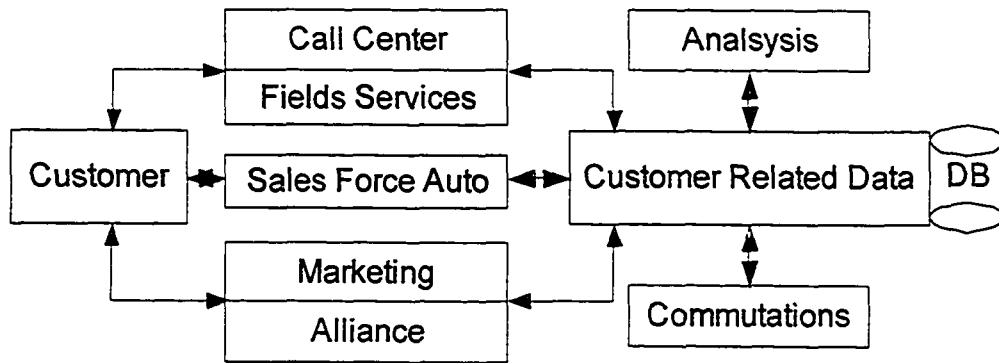 Call Center
Fields Services
Analsysis
Customer
Sales Force Auto
Customer Related Data
DB
Marketing
Alliance
Commutations